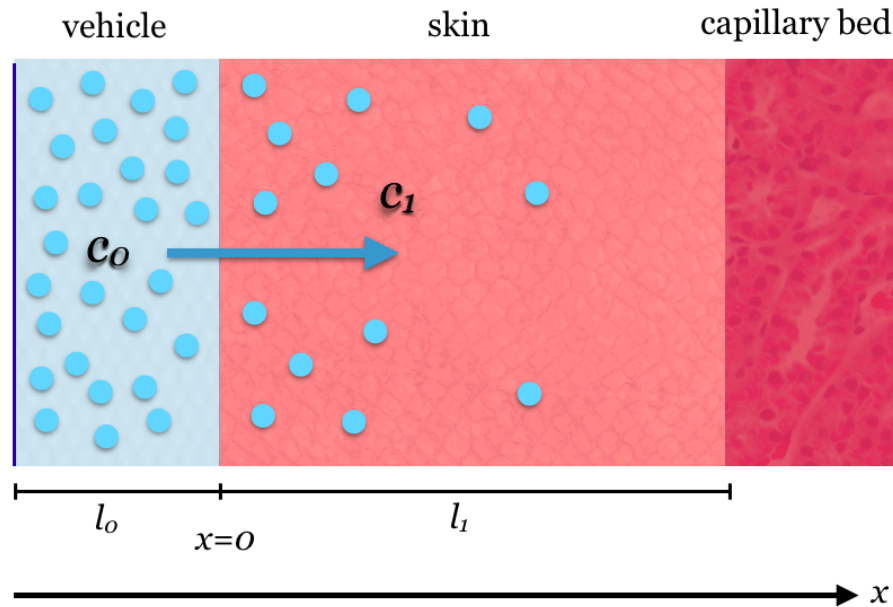 vehicle
skin
capillary bed
c₁
c₀
l₀
l₁
x=0
x